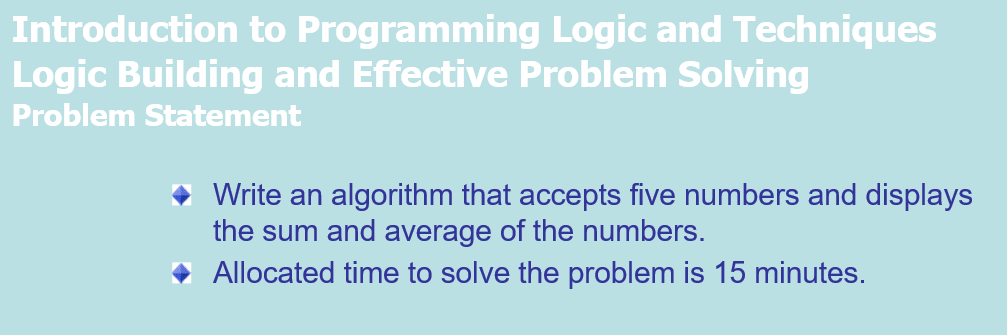 Introduction to Programming Logic and Techniques
Logic Building and Effective Problem Solving
Problem Statement
Write an algorithm that accepts five numbers and displays
the sum and average of the numbers.
Allocated time to solve the problem is 15 minutes.